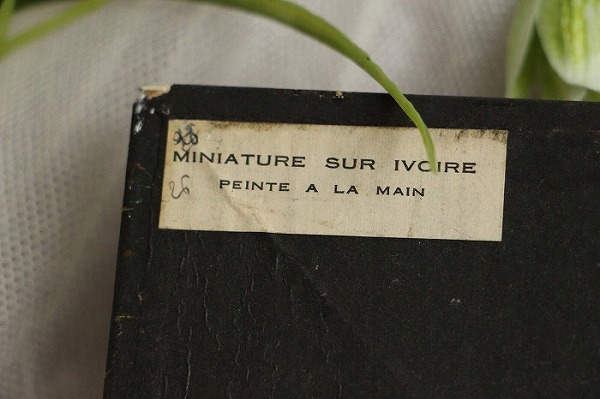 MINIATURE SUR IVOIRE
PEINTE A LA MAIN